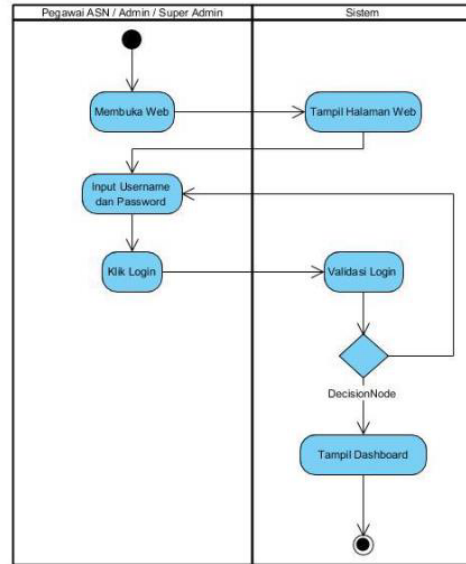 Pegawai ASN / Admin / Super Admin
Sistem
Membuka Web
Tampil Halaman Web
Input Username
dan Password
Klik Login
Validasi Login
DecisionNode
Tampil Dashboard